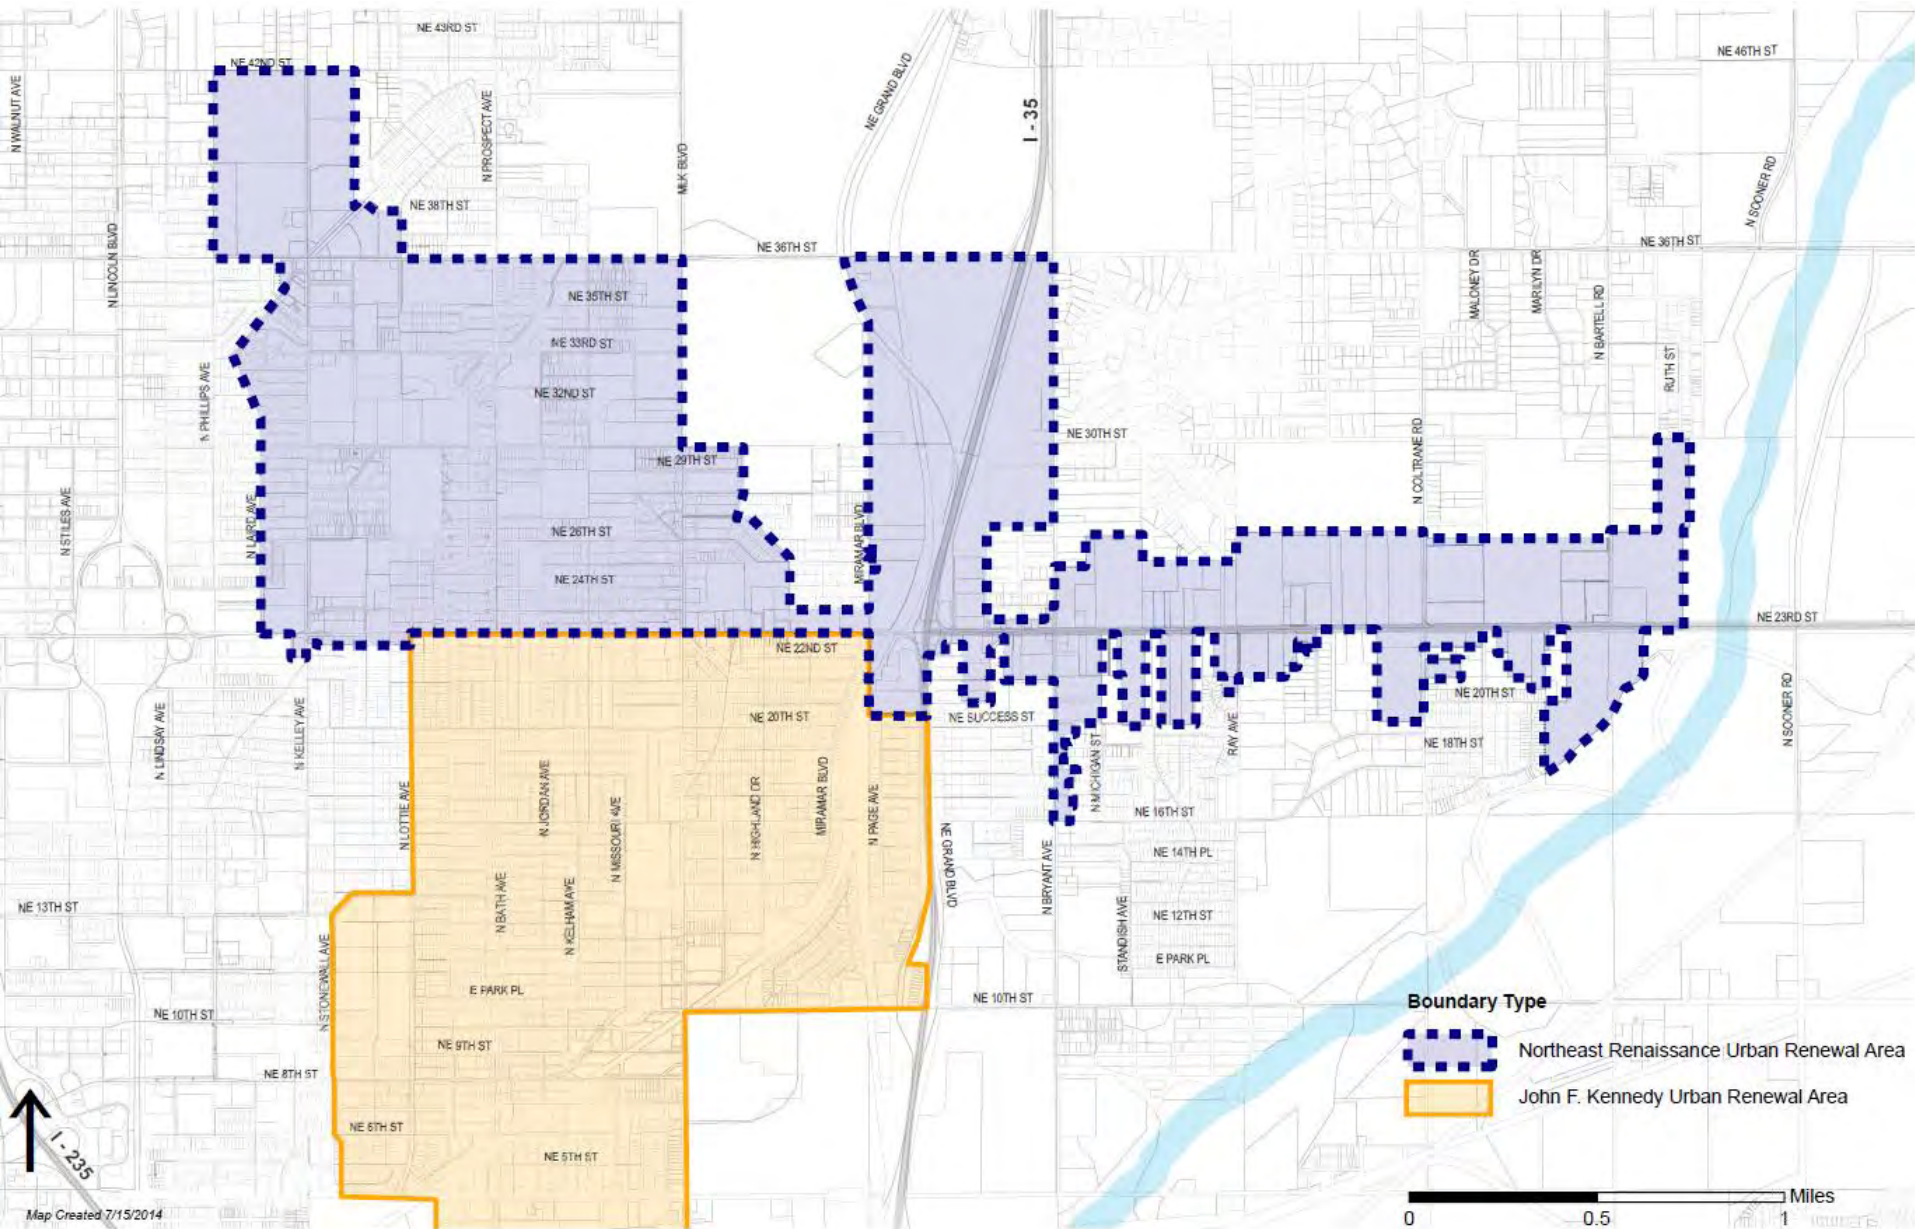 NE 43RD ST
NE 46TH ST
NE 42ND ST
N WALNUT AVE
N PROSPECT AVE
NE GRAND BLVD
I - 35
MLK BLVD
N SOONER RD
NE 38TH ST
N LINCOLN BLVD
NE 36TH ST
NE 36TH ST
MALONEY DR
MARILYN DR
N BARTELL RD
NE 35TH ST
NE 33RD ST
RUTH ST
N PHILLIPS AVE
NE 32ND ST
NE 30TH ST
N COLTRANE RD
NE 29TH ST
N STILES AVE
N LAIRD AVE
NE 26TH ST
MIRAMAR BLVD
NE 24TH ST
NE 23RD ST
NE 22ND ST
NE 20TH ST
N LINDSAY AVE
N KELLEY AVE
NE 20TH ST
NE SUCCESS ST
RAY AVE
NE 18TH ST
N SOONER RD
N LOTTIE AVE
N JORDAN AVE
N MISSOURI AVE
N HIGHLAND DR
MIRAMAR BLVD
N PAGE AVE
N MICHIGAN ST
NE 16TH ST
NE GRAND BLVD
N BRYANT AVE
NE 14TH PL
NE 13TH ST
N BATH AVE
N KELHAM AVE
NE 12TH ST
STANDISH AVE
E PARK PL
N STONEWALL AVE
E PARK PL
NE 10TH ST
NE 10TH ST
Boundary Type
NE 9TH ST
Northeast Renaissance Urban Renewal Area
NE 8TH ST
John F. Kennedy Urban Renewal Area
NE 6TH ST
I - 235
NE 5TH ST
Miles
0 0.5 1
Map Created 7/15/2014